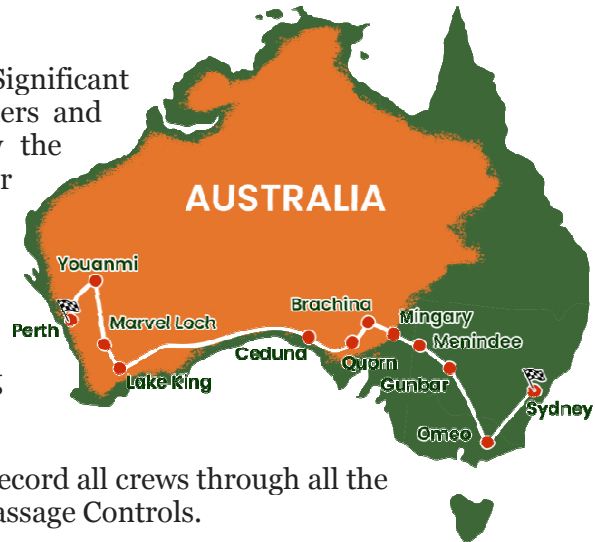 Significant
and
the
AUSTRALIA
Youanmi
Perth
Marvel Loch
Lake King
Ceduna
Brachina
Quorn
Mingary
Menindee
Gunbar
Omeo
Sydney
ecord all crews through all the
assage Controls.